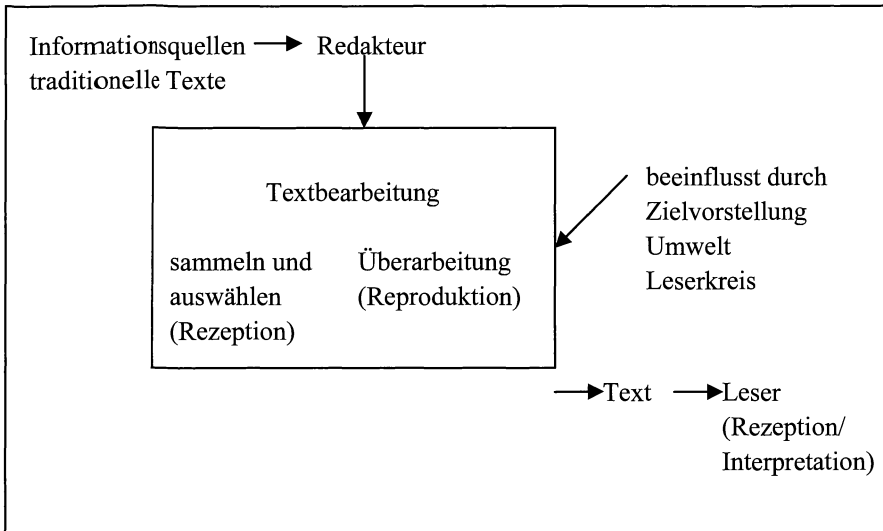 Informationsquellen → Redakteur
traditionelle Texte
Textbearbeitung
sammeln und
auswählen
(Rezeption)
Überarbeitung
(Reproduktion)
beeinflusst durch
Zielvorstellung
Umwelt
Leserkreis
→ Text → Leser
(Rezeption/
Interpretation)